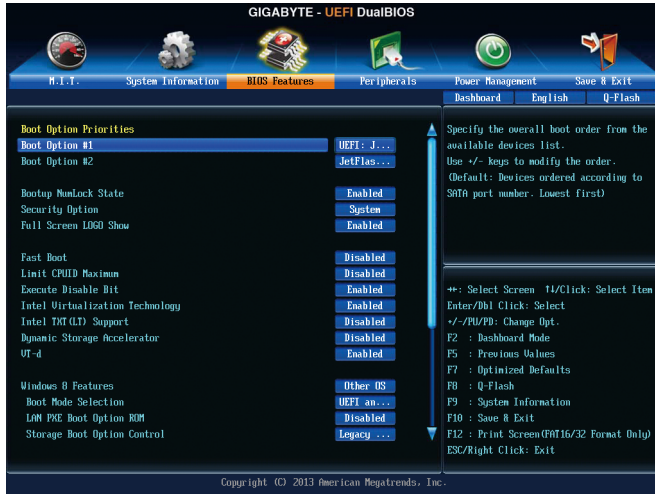 GIGABYTE - UEFI DualBIOS
M.I.T.
System Information
BIOS Features
Peripherals
Power Management
Save & Exit
Dashboard
English
Q-Flash
Boot Option Priorities
Boot Option #1 UEFI: J...
Boot Option #2 JetFlas...
Bootup NumLock State Enabled
Security Option System
Full Screen LOGO Show Enabled
Fast Boot Disabled
Limit CPUID Maximum Disabled
Execute Disable Bit Enabled
Intel Virtualization Technology Enabled
Intel TXT(LT) Support Disabled
Dynamic Storage Accelerator Disabled
VT-d Enabled
Windows 8 Features Other OS
Boot Mode Selection UEFI an...
LAN PXE Boot Option ROM Disabled
Storage Boot Option Control Legacy ...
Specify the overall boot order from the
available devices list.
Use +/- keys to modify the order.
(Default: Devices ordered according to
SATA port number. Lowest first)
→←: Select Screen ↑↓/Click: Select Item
Enter/Dbl Click: Select
+/-/PU/PD: Change Opt.
F2 : Dashboard Mode
F5 : Previous Values
F7 : Optimized Defaults
F8 : Q-Flash
F9 : System Information
F10 : Save & Exit
F12 : Print Screen(FAT16/32 Format Only)
ESC/Right Click: Exit
Copyright (C) 2013 American Megatrends, Inc.